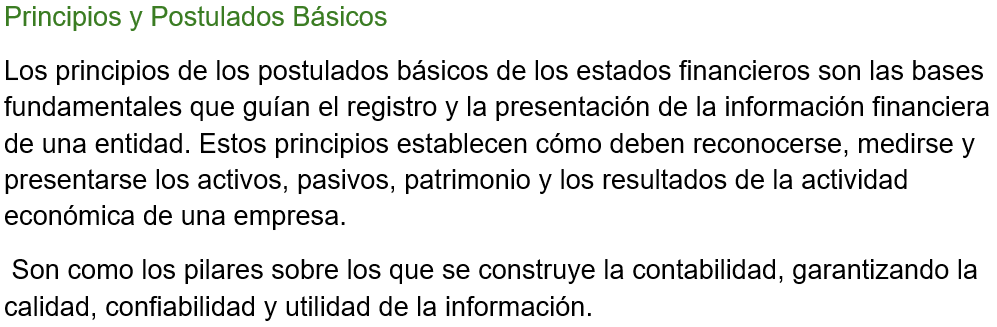 Principios y Postulados Básicos
Los principios de los postulados básicos de los estados financieros son las bases
fundamentales que guían el registro y la presentación de la información financiera
de una entidad. Estos principios establecen cómo deben reconocerse, medirse y
presentarse los activos, pasivos, patrimonio y los resultados de la actividad
económica de una empresa.
Son como los pilares sobre los que se construye la contabilidad, garantizando la
calidad, confiabilidad y utilidad de la información.